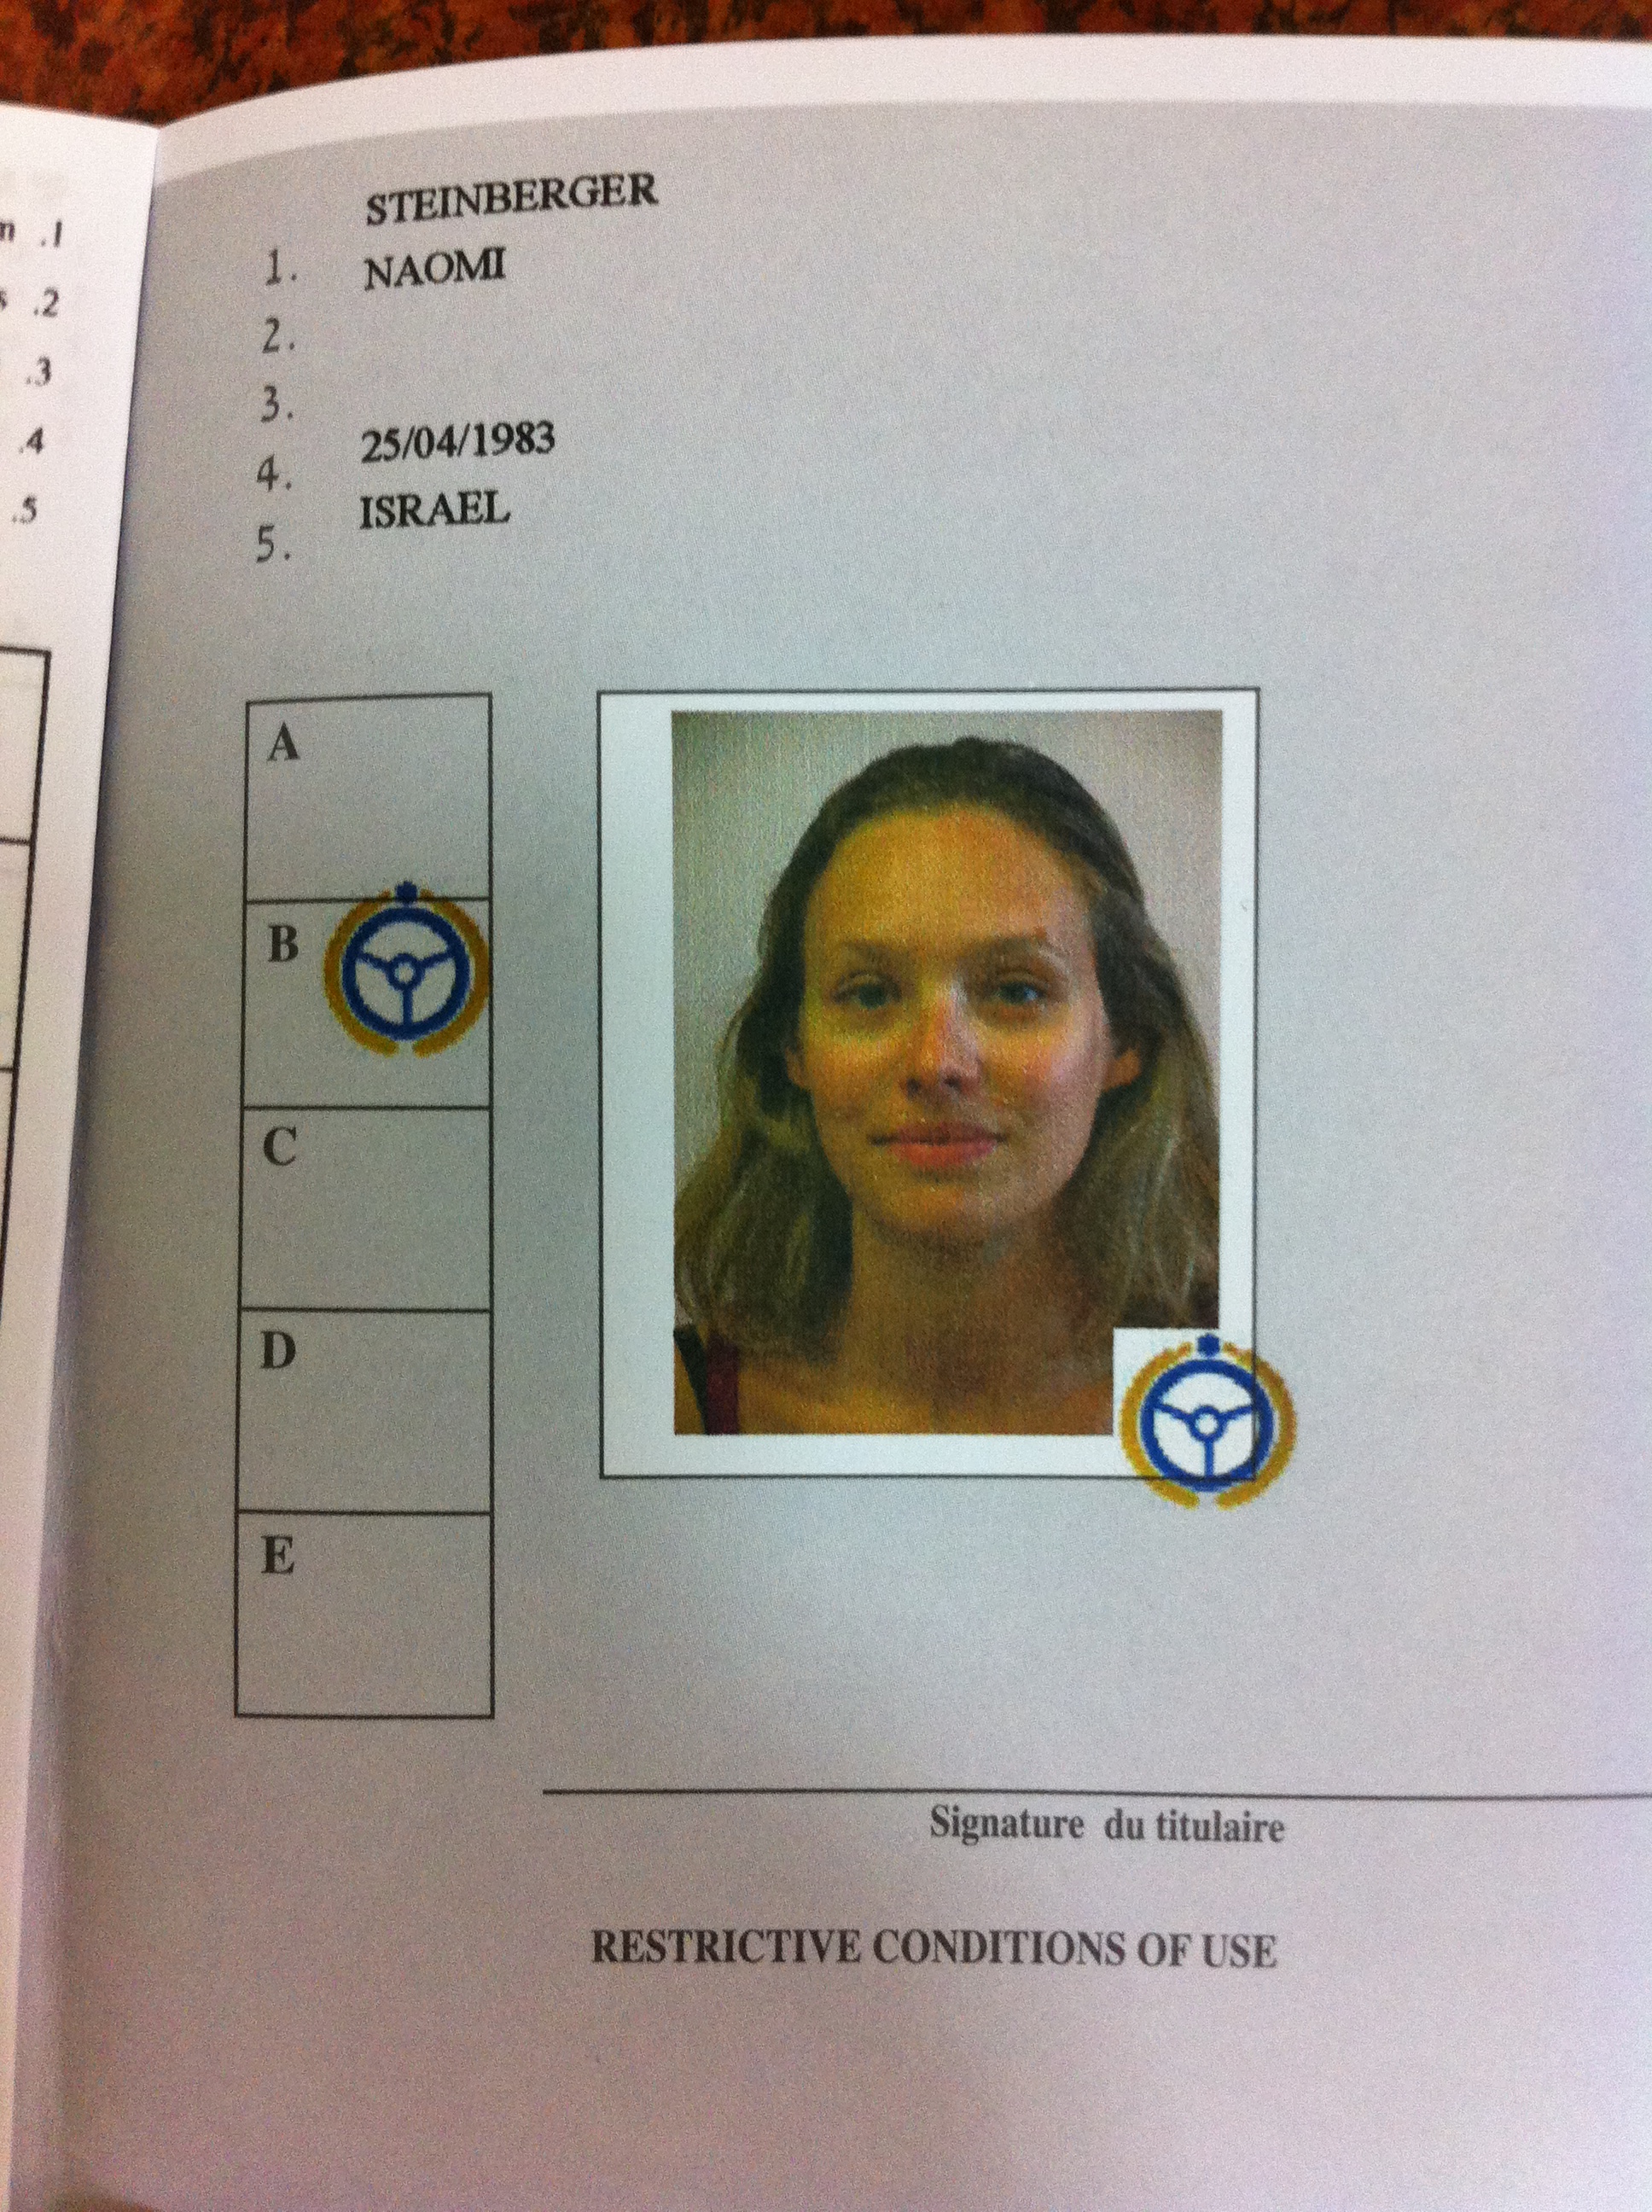 STEINBERGER
1. NAOMI
2.
3.
25/04/1983
4.
ISRAEL
5.
.1
.2
.3
.4
.5
A
B
C
D
E
Signature du titulaire
RESTRICTIVE CONDITIONS OF USE